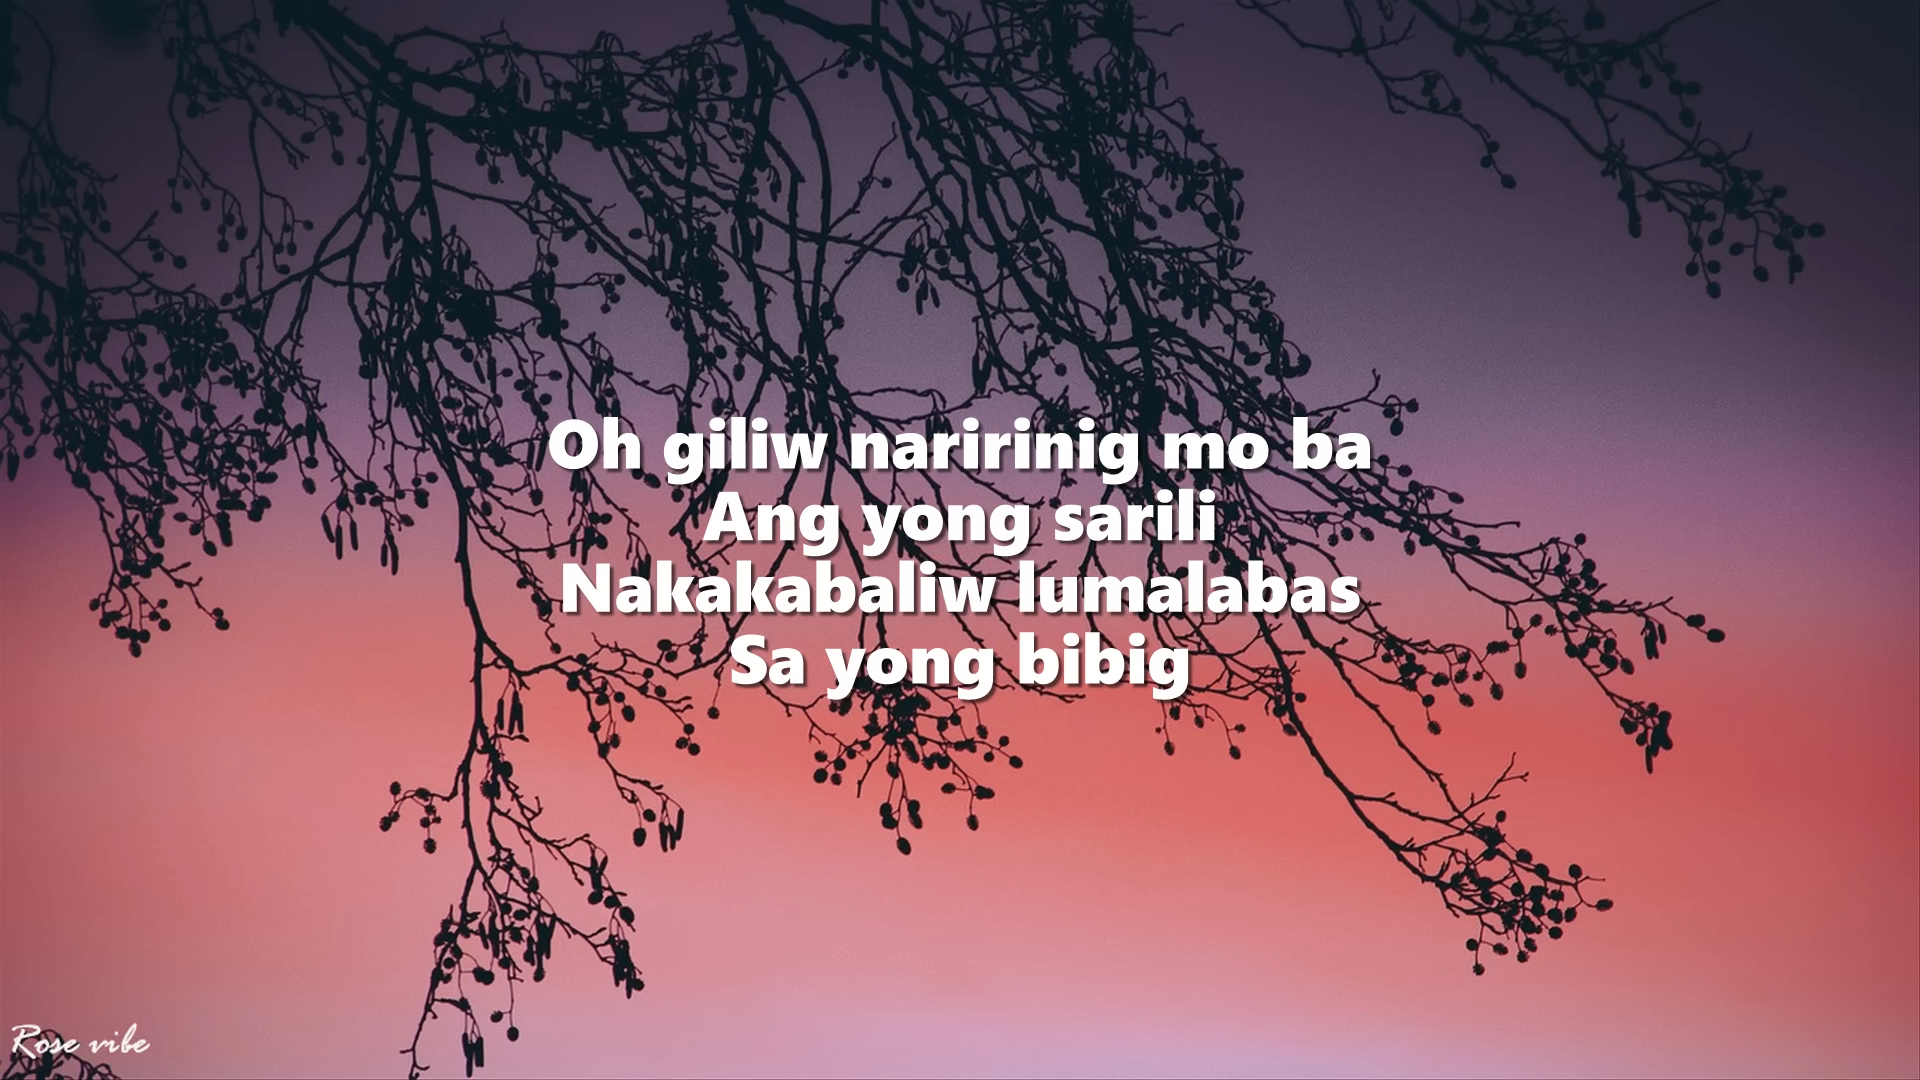 Oh giliw naririnig mo ba
Ang yong sarili
Nakakabaliw lumalabas
Sa yong bibig
Rose vibe